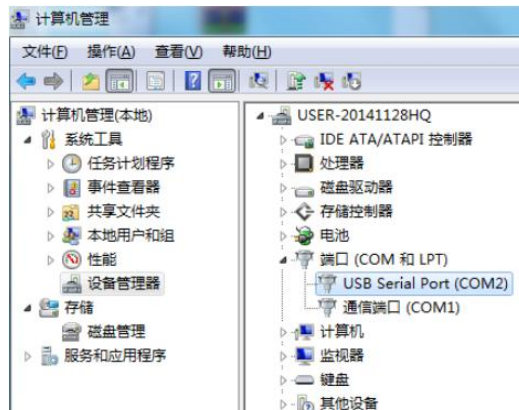 计算机管理
文件(F) 操作(A) 查看(V) 帮助(H)
计算机管理(本地)
系统工具
任务计划程序
事件查看器
共享文件夹
本地用户和组
性能
设备管理器
存储
磁盘管理
服务和应用程序
USER-20141128HQ
IDE ATA/ATAPI 控制器
处理器
磁盘驱动器
存储控制器
电池
端口 (COM 和 LPT)
USB Serial Port (COM2)
通信端口 (COM1)
计算机
监视器
键盘
其他设备